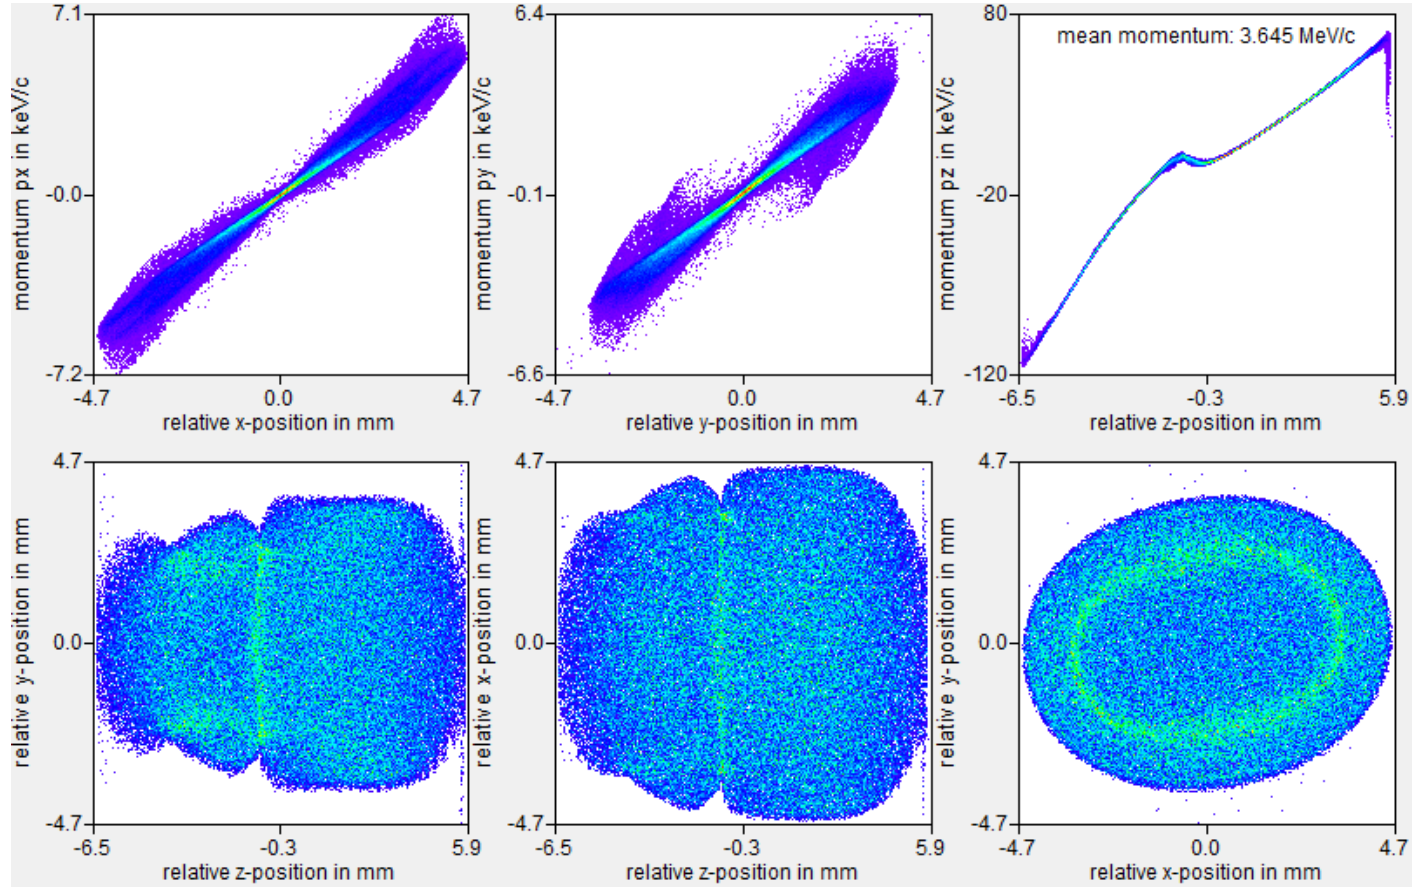 7.1
-0.0
-7.2
momentum px in keV/c
-4.7 0.0 4.7
relative x-position in mm
6.4
-0.1
-6.6
momentum py in keV/c
-4.7 0.0 4.7
relative y-position in mm
80
-20
-120
momentum pz in keV/c
mean momentum: 3.645 MeV/c
-6.5 -0.3 5.9
relative z-position in mm
4.7
0.0
-4.7
relative y-position in mm
-6.5 -0.3 5.9
relative z-position in mm
4.7
0.0
-4.7
relative x-position in mm
-6.5 -0.3 5.9
relative z-position in mm
4.7
0.0
-4.7
relative y-position in mm
-4.7 0.0 4.7
relative x-position in mm